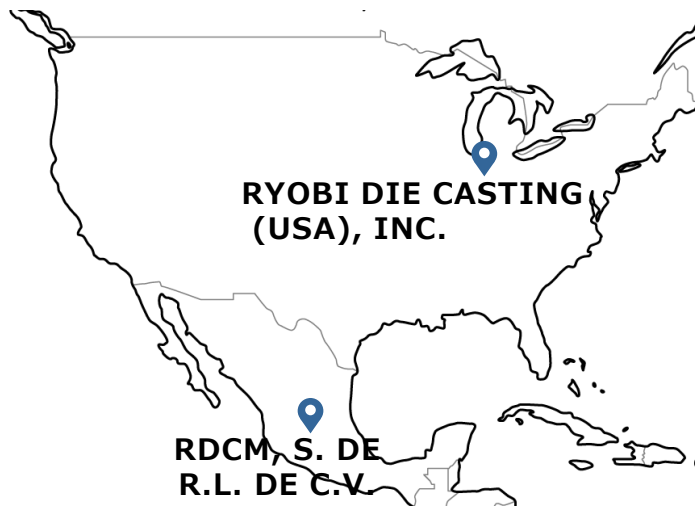 RYOBI DIE CASTING
(USA), INC.
RDCM, S. DE
R.L. DE C.V.